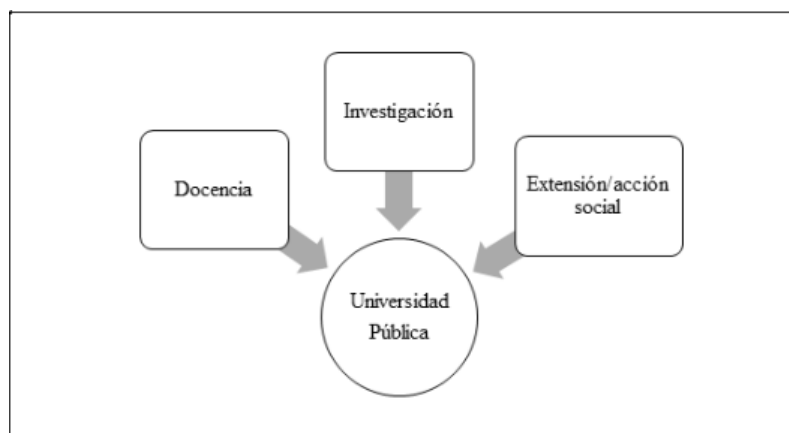 Investigación
Docencia
Extensión/acción
social
Universidad
Pública